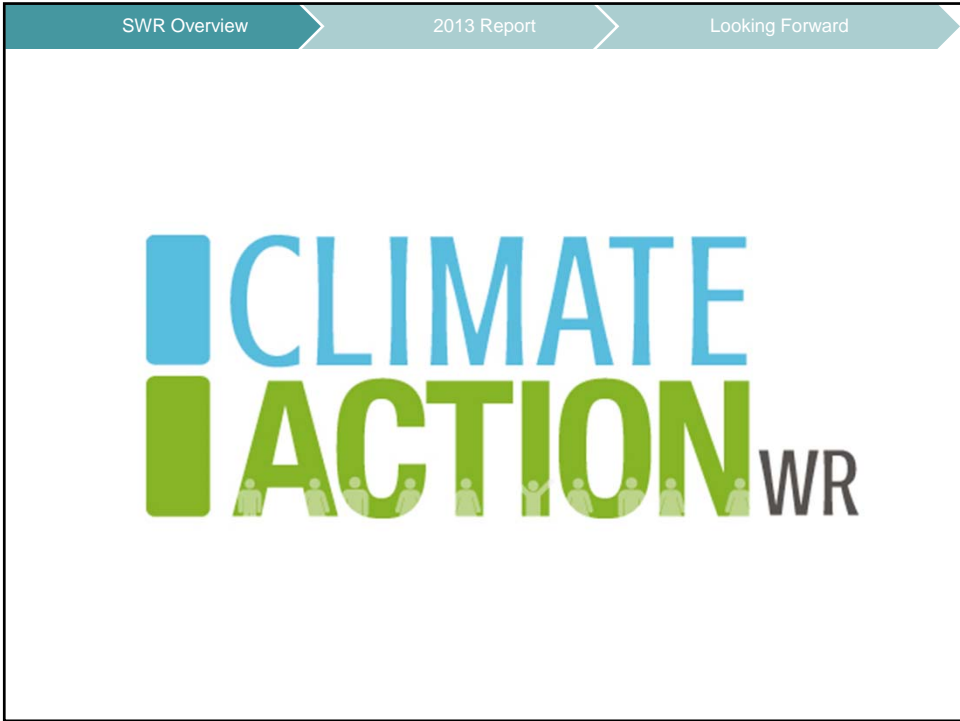 SWR Overview
2013 Report
Looking Forward
CLIMATE
ACTION WR